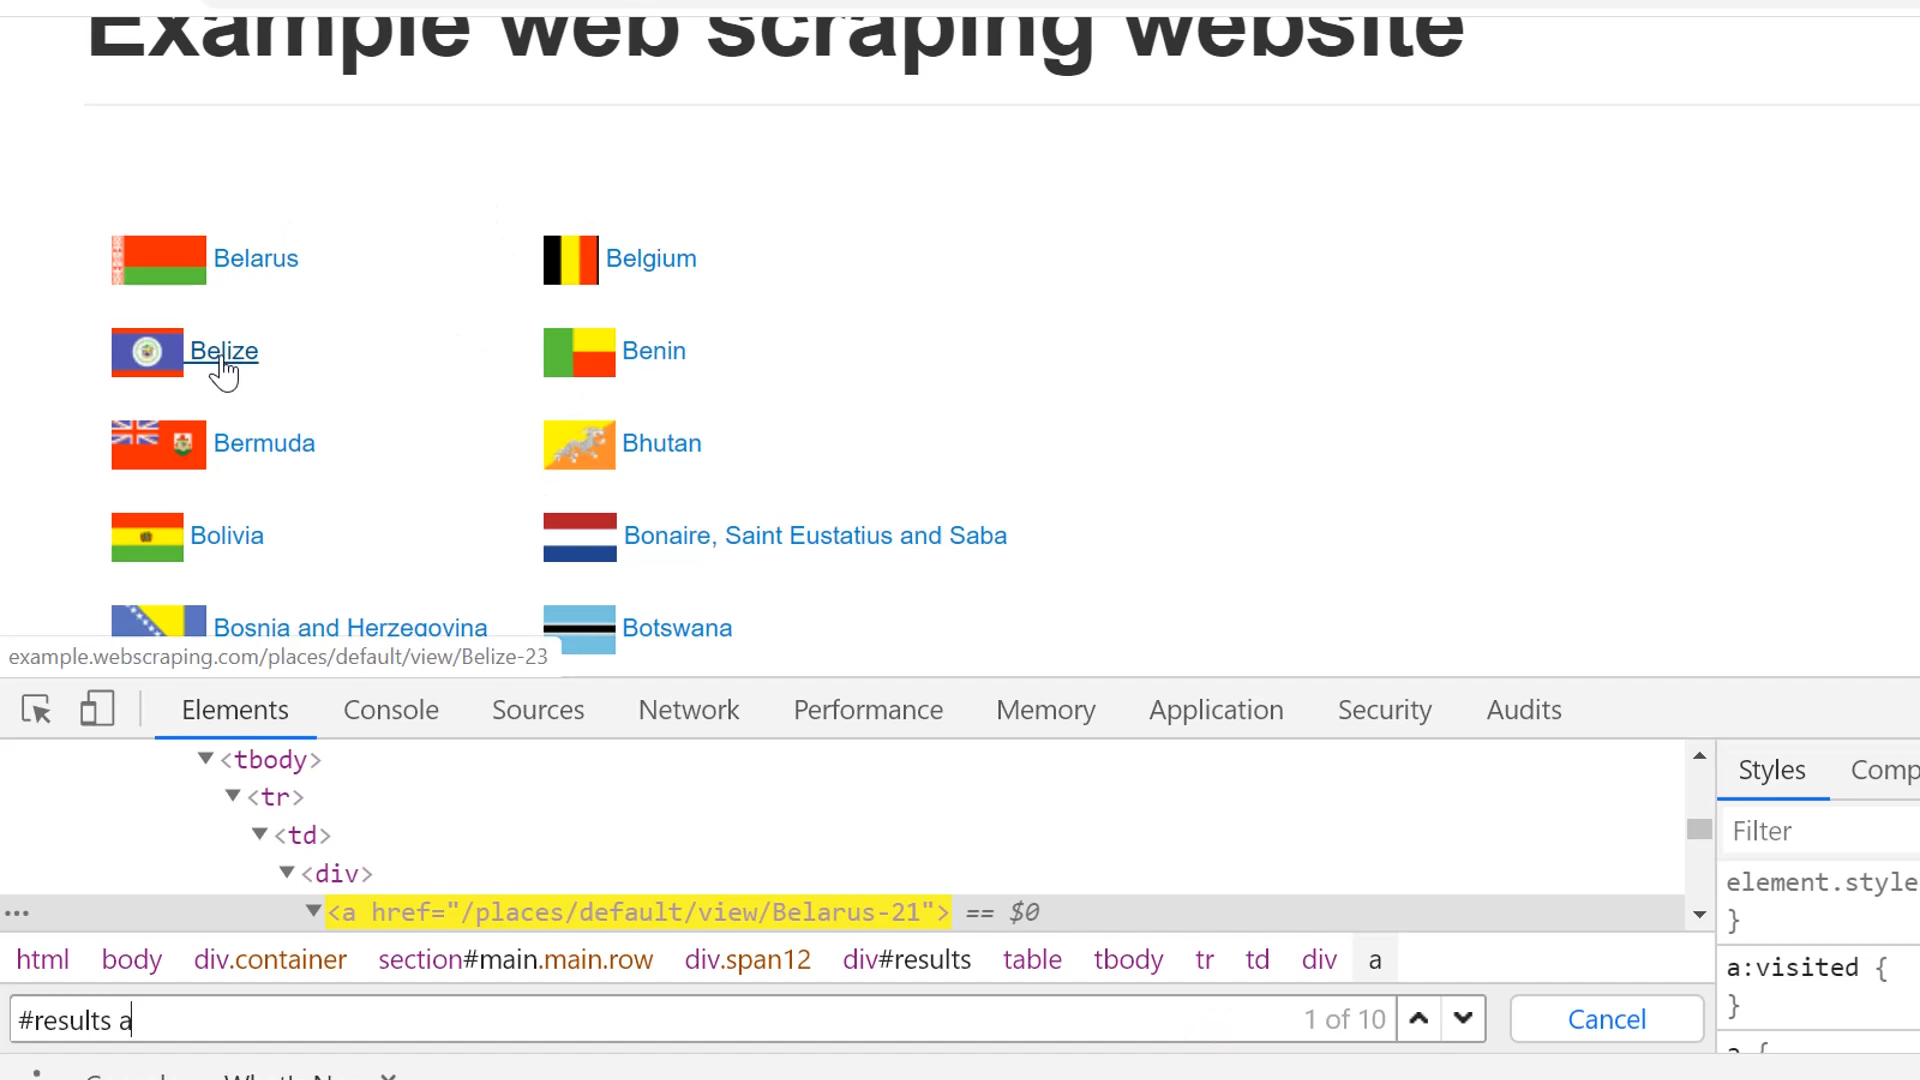 Example web scraping website
Belarus
Belgium
Belize
Benin
Bermuda
Bhutan
Bolivia
Bonaire, Saint Eustatius and Saba
Bosnia and Herzegovina
Botswana
example.webscraping.com/places/default/view/Belize-23
Elements Console Sources Network Performance Memory Application Security Audits
▼<tbody>
▼<tr>
▼<td>
▼<div>
… ▼<a href="/places/default/view/Belarus-21"> == $0
html body div.container section#main.main.row div.span12 div#results table tbody tr td div a
#results a
1 of 10
Cancel
Styles
Filter
element.style
}
a:visited {
}